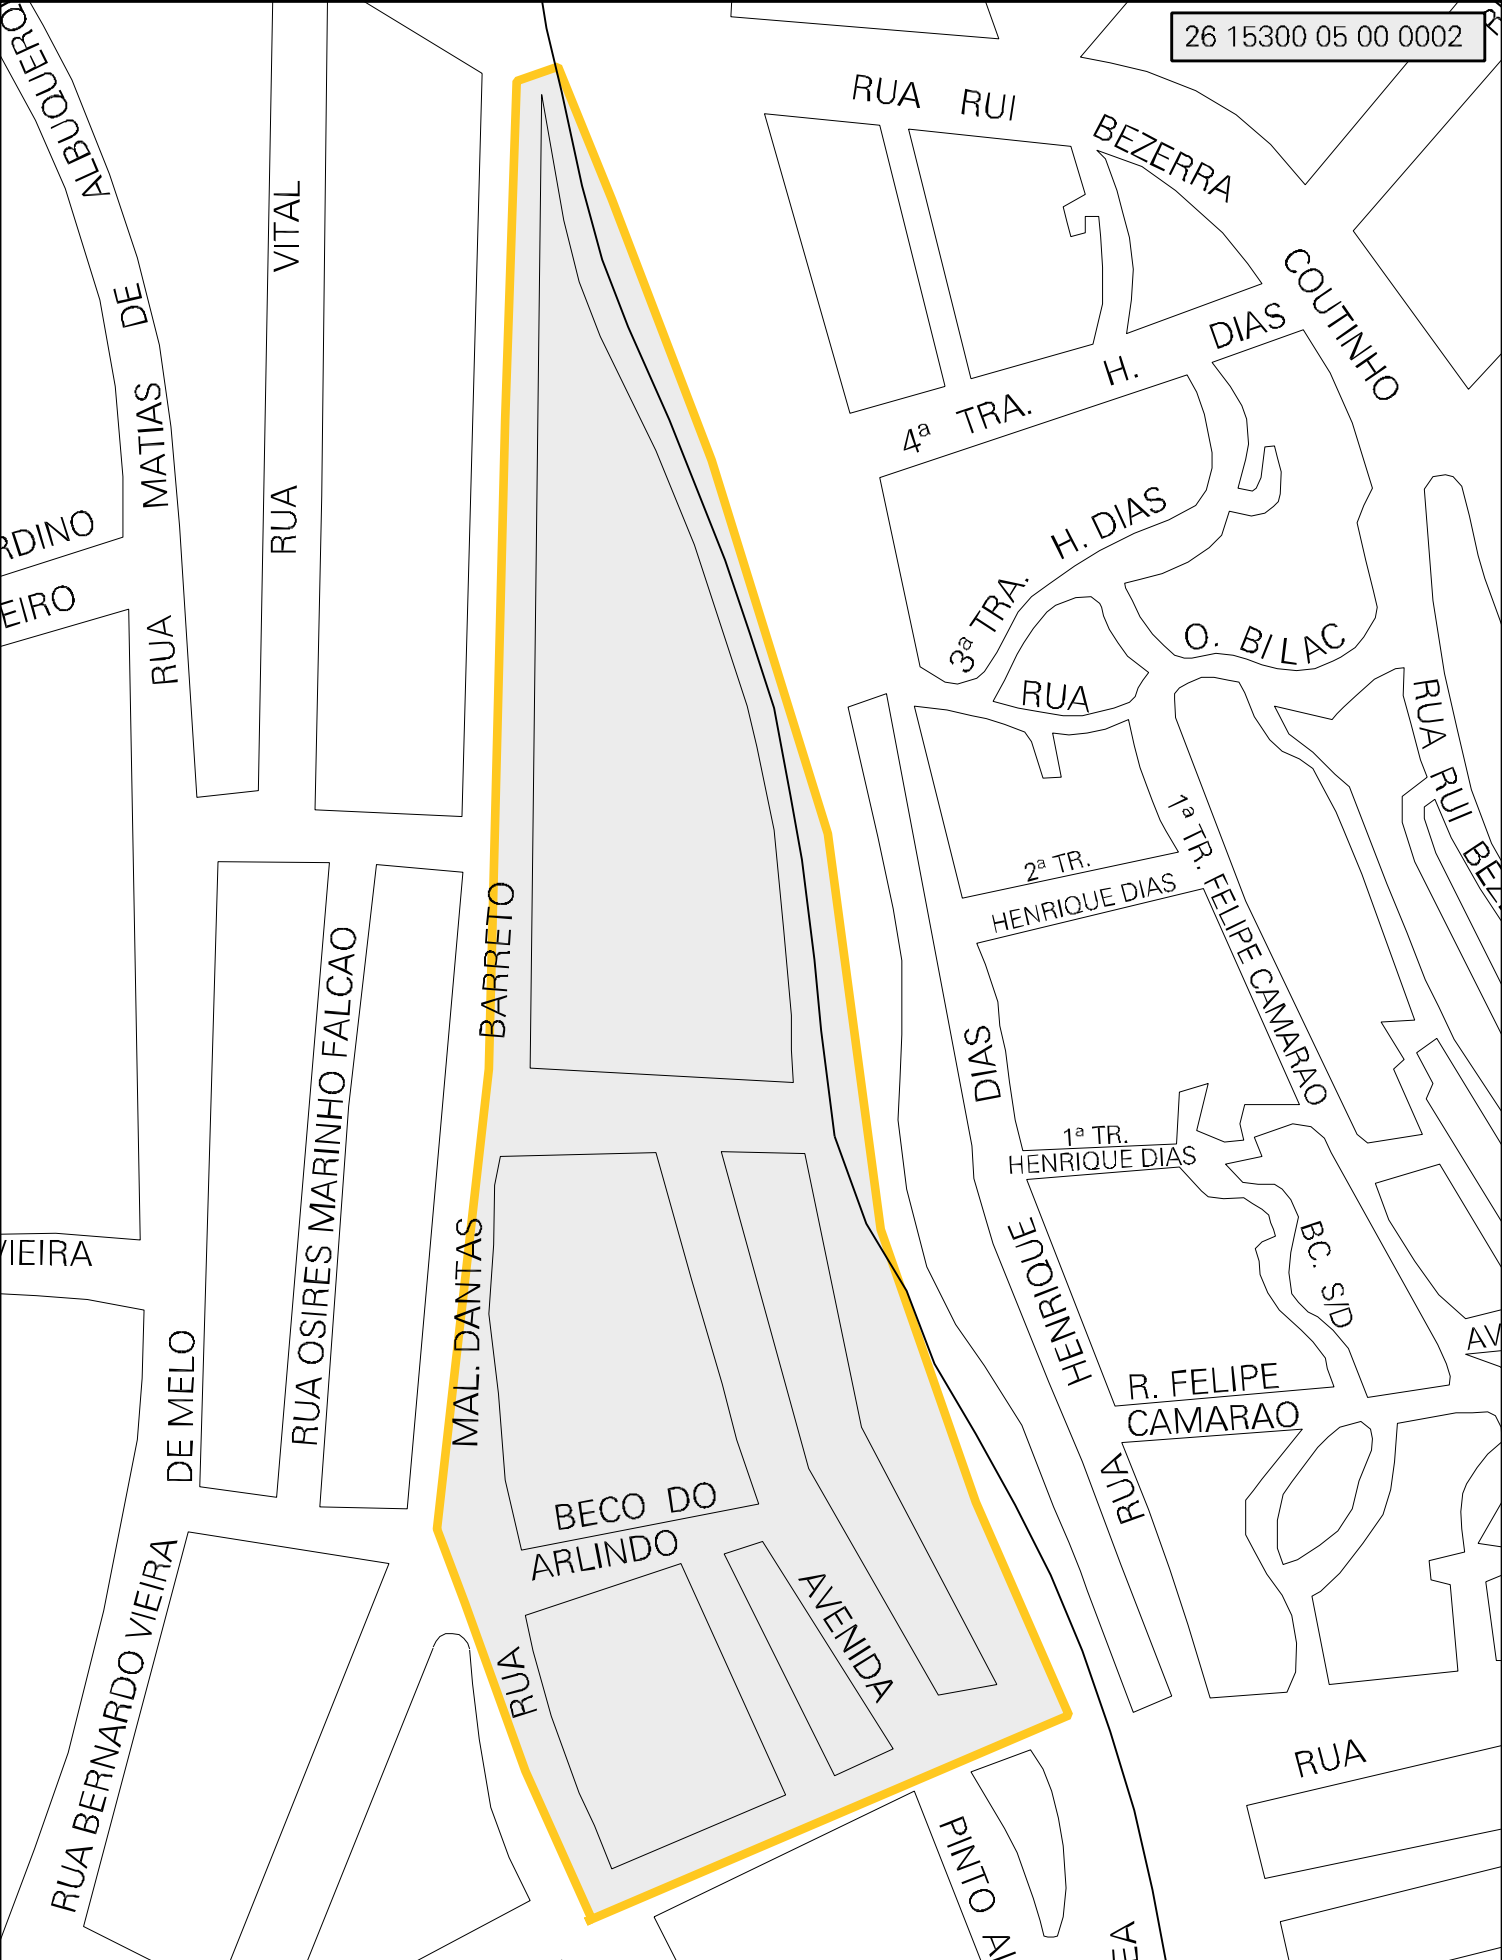 26 15300 05 00 0002
ALBUQUERQ
DE
MATIAS
RUA
VITAL
RUA
RUA RUI
BEZERRA
COUTINHO
DIAS
H.
4ª TRA.
H. DIAS
3ª TRA.
RDINO
EIRO
O. BILAC
RUA
RUA RUI BEZ
1ª TR. FELIPE CAMARAO
2ª TR.
HENRIQUE DIAS
BARRETO
RUA OSIRES MARINHO FALCAO
DIAS
1ª TR.
HENRIQUE DIAS
VIEIRA
MAL. DANTAS
HENRIQUE
BC. S/D
DE MELO
AV
R. FELIPE
CAMARAO
RUA
BECO DO
ARLINDO
AVENIDA
RUA
RUA BERNARDO VIEIRA
RUA
PINTO
EA